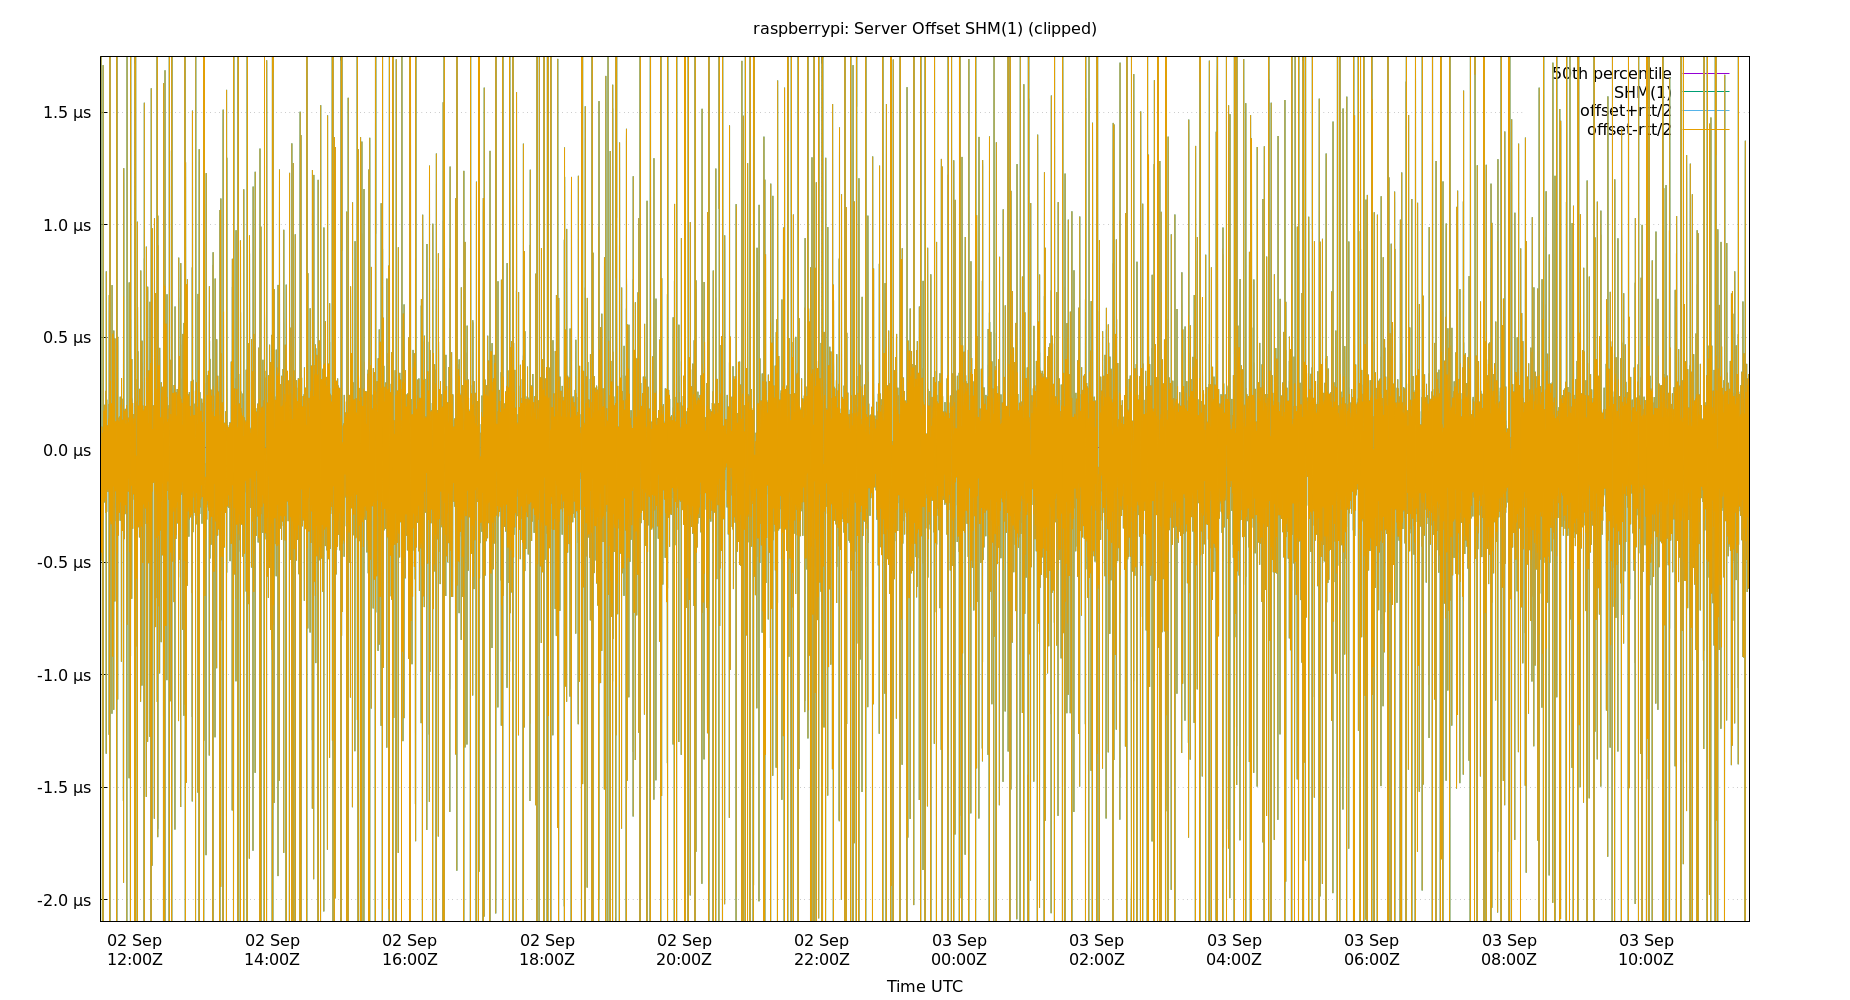 raspberrypi: Server Offset SHM(1) (clipped)
50th percentile
SHM(1)
offset+rtt/2
offset-rtt/2
1.5 µs
1.0 µs
0.5 µs
0.0 µs
-0.5 µs
-1.0 µs
-1.5 µs
-2.0 µs
02 Sep 02 Sep 02 Sep 02 Sep 02 Sep 02 Sep 03 Sep 03 Sep 03 Sep 03 Sep 03 Sep 03 Sep
12:00Z 14:00Z 16:00Z 18:00Z 20:00Z 22:00Z 00:00Z 02:00Z 04:00Z 06:00Z 08:00Z 10:00Z
Time UTC